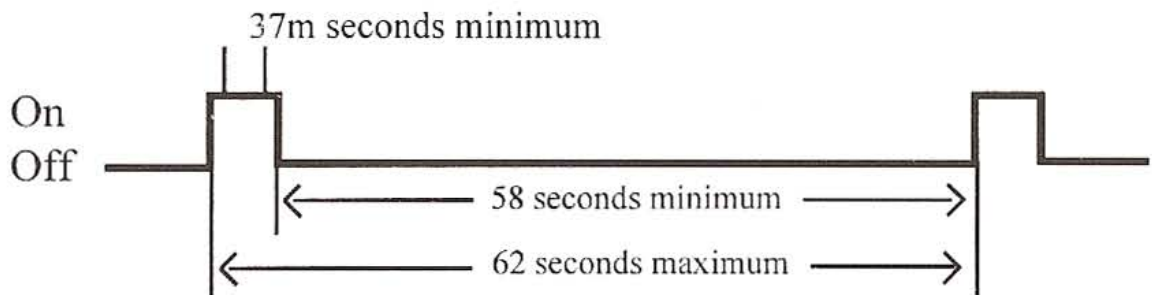 37m seconds minimum
On
Off
58 seconds minimum
62 seconds maximum